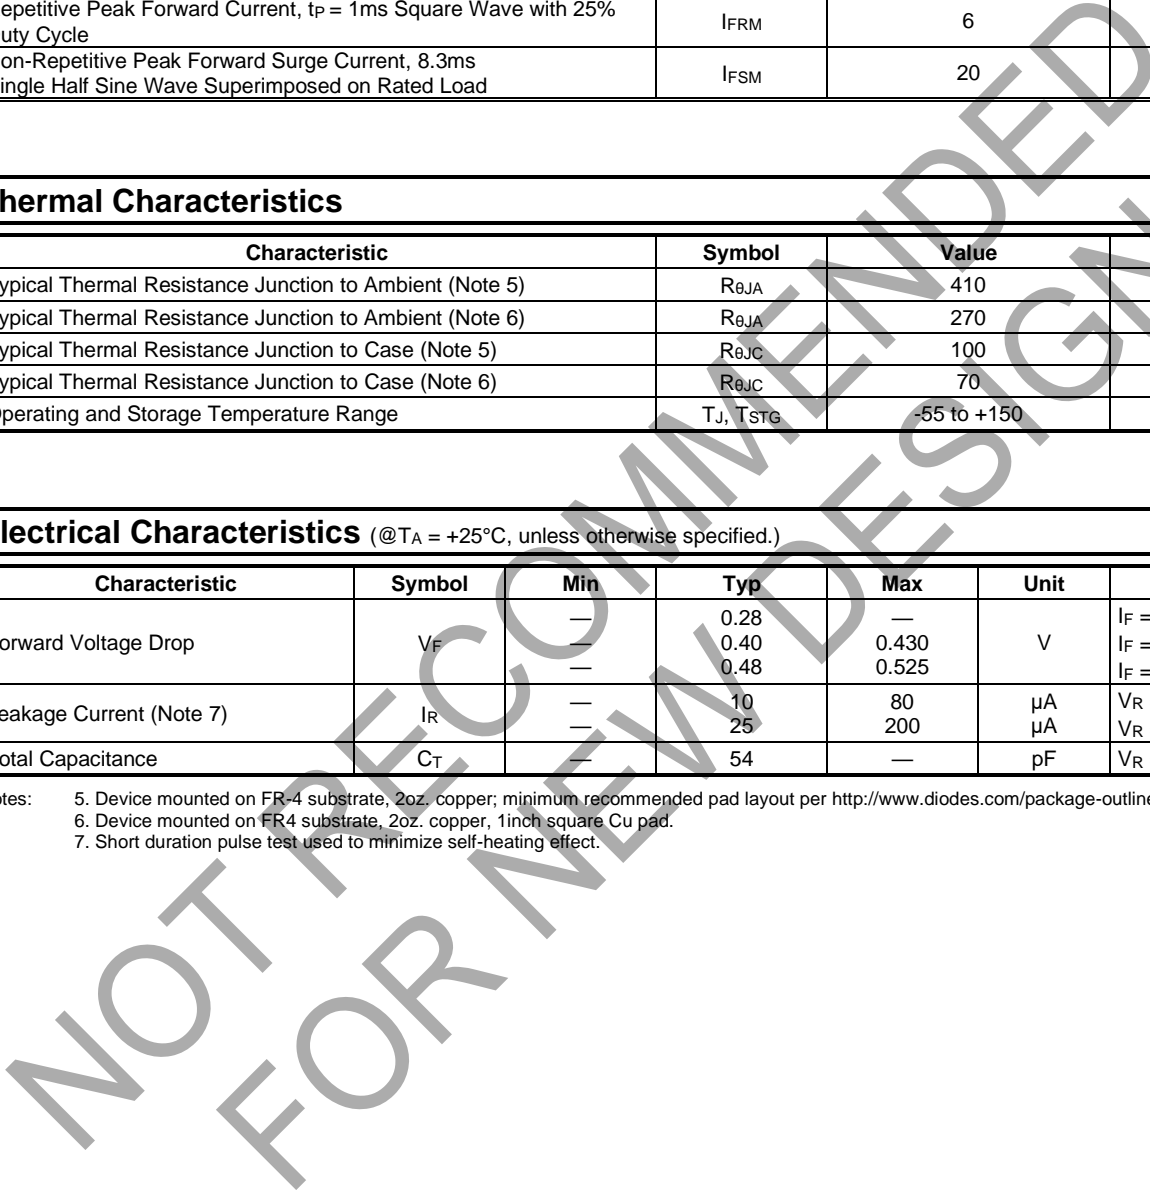 epetitive Peak Forward Current, tP = 1ms Square Wave with 25%
uty Cycle IFRM 6
on-Repetitive Peak Forward Surge Current, 8.3ms
ingle Half Sine Wave Superimposed on Rated Load IFSM 20
hermal Characteristics
Characteristic Symbol Value
ypical Thermal Resistance Junction to Ambient (Note 5) RθJA 410
ypical Thermal Resistance Junction to Ambient (Note 6) RθJA 270
ypical Thermal Resistance Junction to Case (Note 5) RθJC 100
ypical Thermal Resistance Junction to Case (Note 6) RθJC 70
perating and Storage Temperature Range TJ, TSTG -55 to +150
lectrical Characteristics (@TA = +25°C, unless otherwise specified.)
Characteristic Symbol Min Typ Max Unit
— 0.28 — IF =
orward Voltage Drop VF — 0.40 0.430 V IF =
— 0.48 0.525 IF =
eakage Current (Note 7) IR — 10 80 µA VR
— 25 200 µA VR
otal Capacitance CT — 54 — pF VR
otes: 5. Device mounted on FR-4 substrate, 2oz. copper; minimum recommended pad layout per http://www.diodes.com/package-outline
6. Device mounted on FR4 substrate, 2oz. copper, 1inch square Cu pad.
7. Short duration pulse test used to minimize self-heating effect.
NOT RECOMMENDED
FOR NEW DESIGN